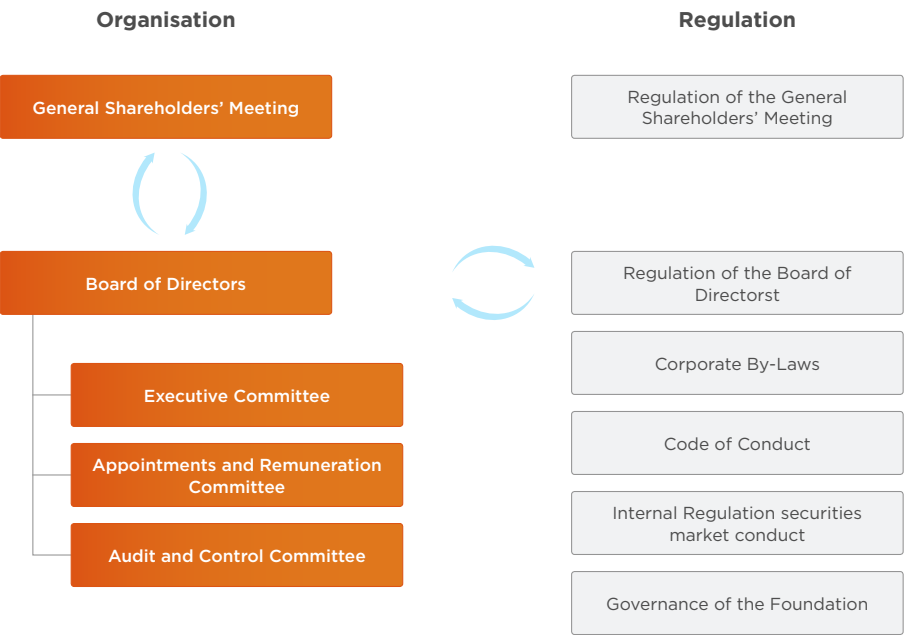 Organisation
General Shareholders’ Meeting
Board of Directors
Executive Committee
Appointments and Remuneration
Committee
Audit and Control Committee
Regulation
Regulation of the General
Shareholders’ Meeting
Regulation of the Board of
Directorst
Corporate By-Laws
Code of Conduct
Internal Regulation securities
market conduct
Governance of the Foundation